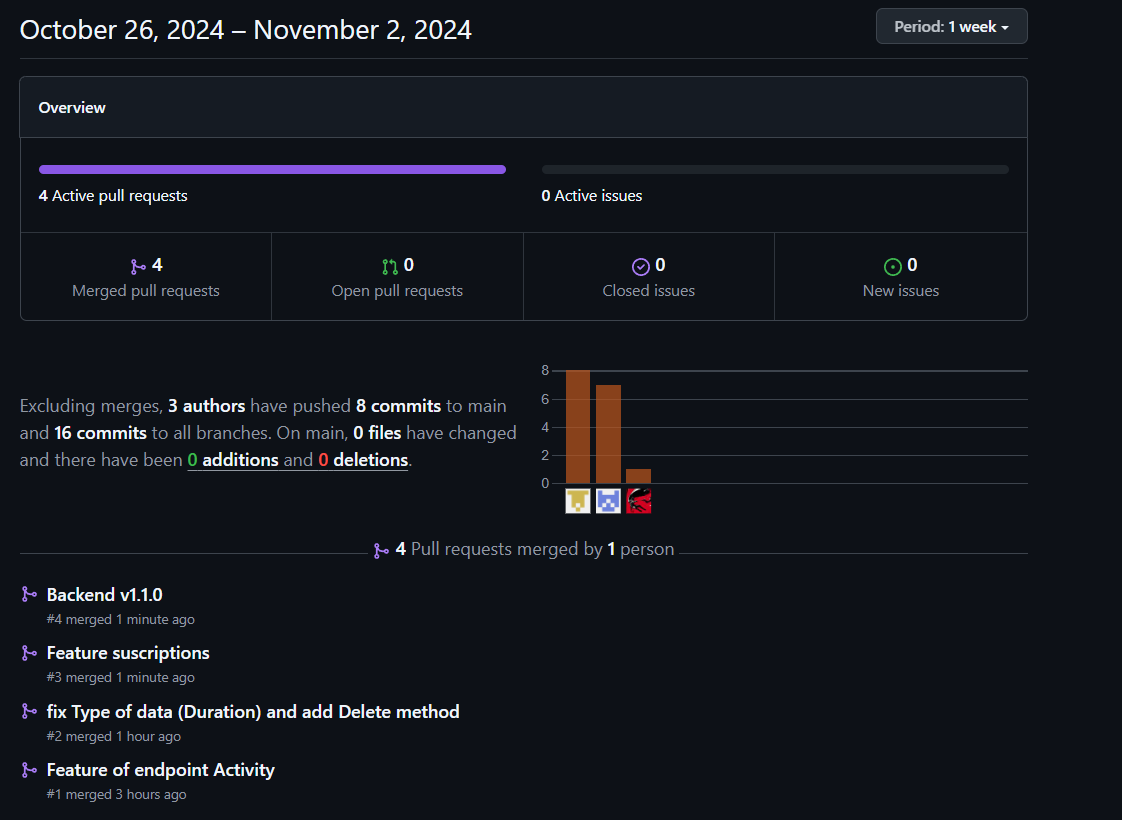 October 26, 2024 – November 2, 2024
Period: 1 week
Overview
4 Active pull requests
0 Active issues
4
Merged pull requests
0
Open pull requests
0
Closed issues
0
New issues
Excluding merges, 3 authors have pushed 8 commits to main
and 16 commits to all branches. On main, 0 files have changed
and there have been 0 additions and 0 deletions.
8
6
4
2
0
4 Pull requests merged by 1 person
Backend v1.1.0
#4 merged 1 minute ago
Feature suscriptions
#3 merged 1 minute ago
fix Type of data (Duration) and add Delete method
#2 merged 1 hour ago
Feature of endpoint Activity
#1 merged 3 hours ago